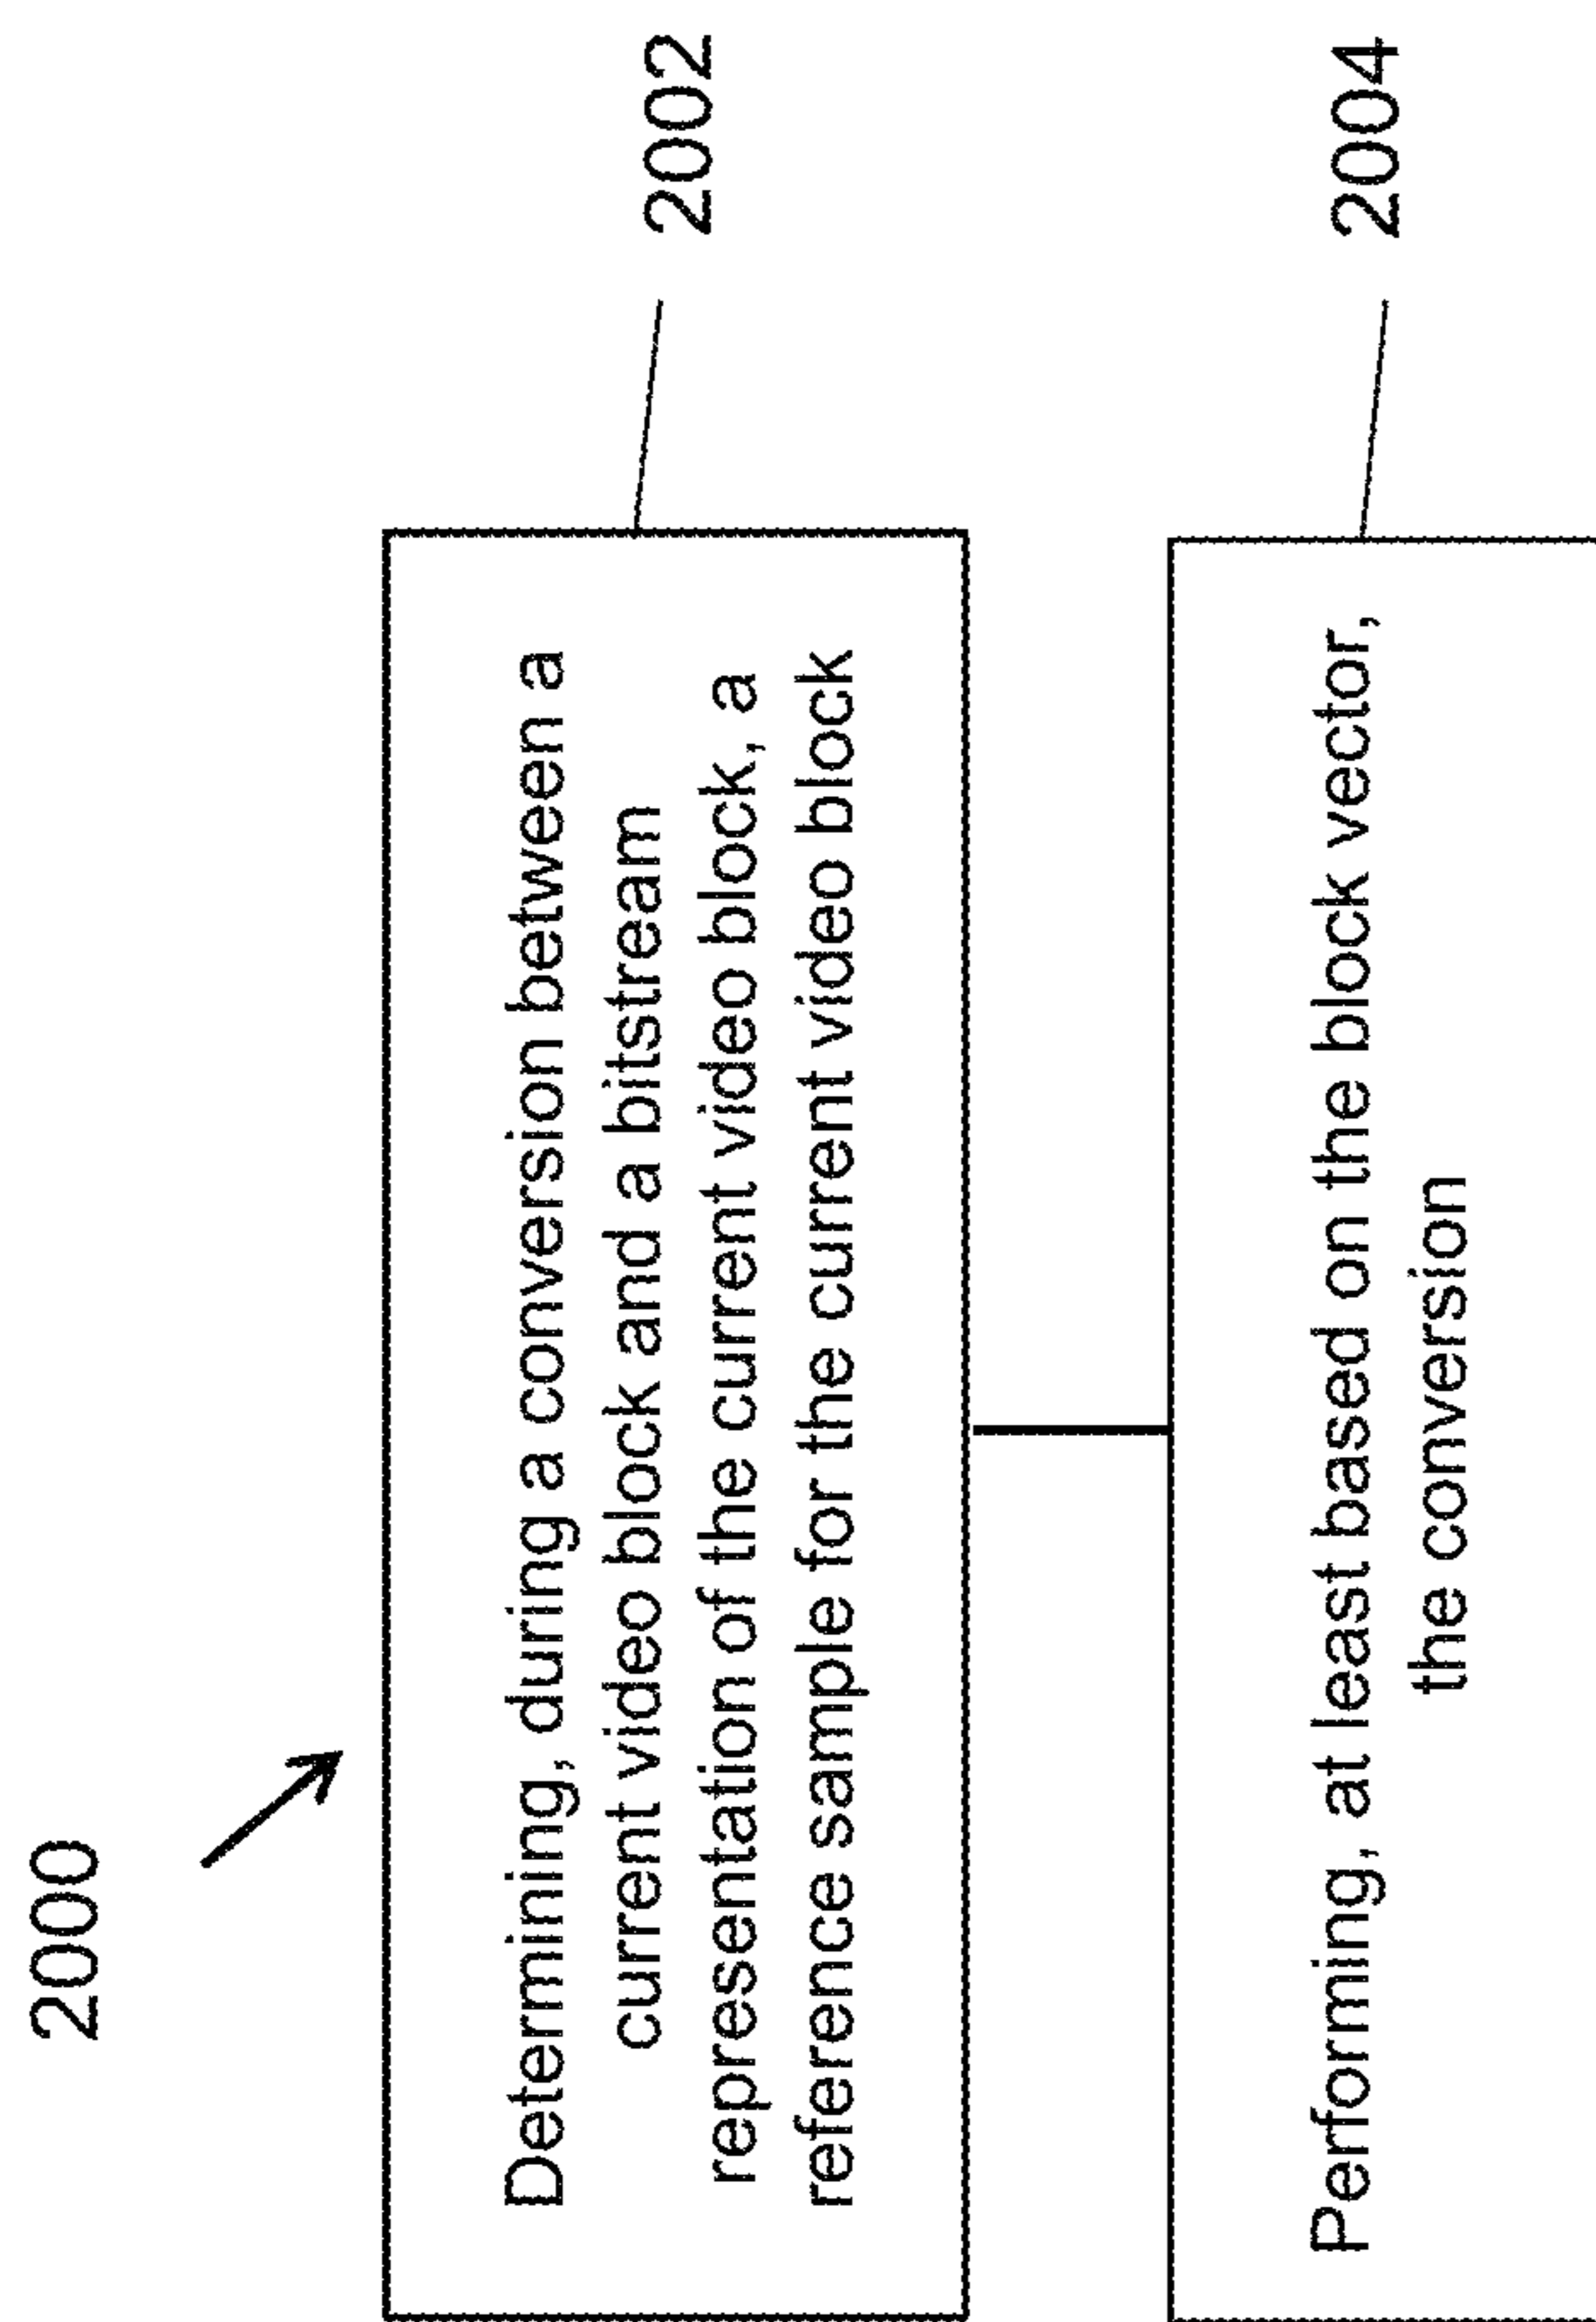 2000
Determining, during a conversion between a
current video block and a bitstream
representation of the current video block, a
reference sample for the current video block
2002
Performing, at least based on the block vector,
the conversion
2004